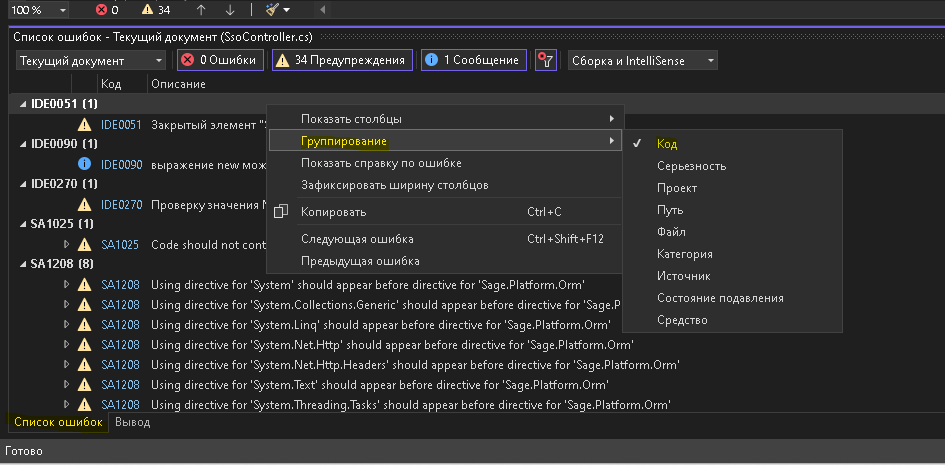 100 %
0
34
Список ошибок - Текущий документ (SsoController.cs)
Текущий документ
0 Ошибки
34 Предупреждения
1 Сообщение
Сборка и IntelliSense
Код
Описание
IDE0051 (1)
IDE0051 Закрытый элемент "
IDE0090 (1)
IDE0090 выражение new мож
IDE0270 (1)
IDE0270 Проверку значения
SA1025 (1)
SA1025 Code should not cont
SA1208 (8)
SA1208 Using directive for 'System' should appear before directive for 'Sage.Platform.Orm'
SA1208 Using directive for 'System.Collections.Generic' should appear before directive for 'Sage.P
SA1208 Using directive for 'System.Linq' should appear before directive for 'Sage.Platform.Orm'
SA1208 Using directive for 'System.Net.Http' should appear before directive for 'Sage.Platform.Orm'
SA1208 Using directive for 'System.Net.Http.Headers' should appear before directive for 'Sage.Platform.Orm'
SA1208 Using directive for 'System.Text' should appear before directive for 'Sage.Platform.Orm'
SA1208 Using directive for 'System.Threading.Tasks' should appear before directive for 'Sage.Platform.Orm'
Показать столбцы
Группирование
Показать справку по ошибке
Зафиксировать ширину столбцов
Копировать Ctrl+C
Следующая ошибка Ctrl+Shift+F12
Предыдущая ошибка
Код
Серьезность
Проект
Путь
Файл
Категория
Источник
Состояние подавления
Средство
Список ошибок
Вывод
Готово